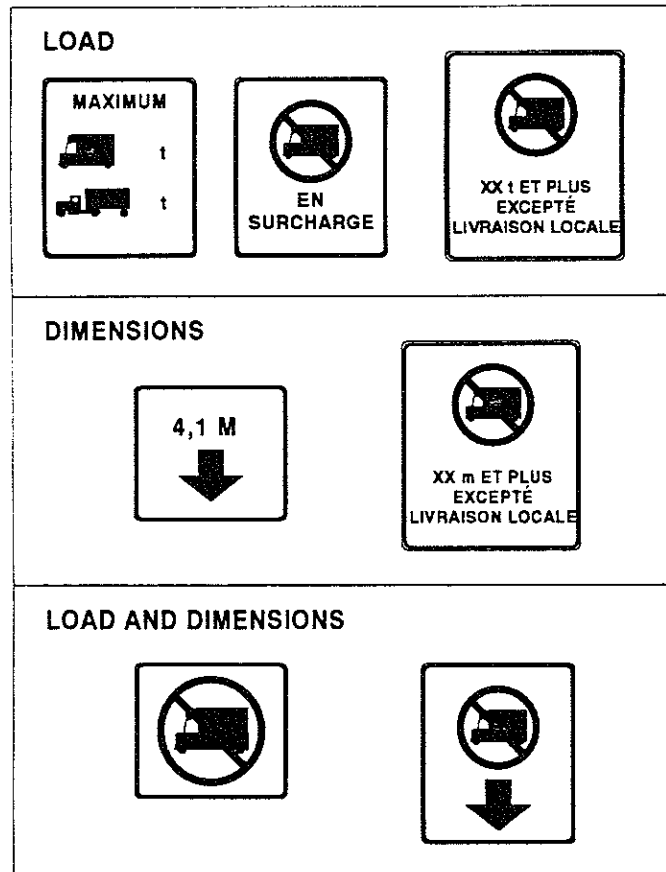 LOAD
MAXIMUM
t
t
EN
SURCHARGE
XX t ET PLUS
EXCEPTÉ
LIVRAISON LOCALE
DIMENSIONS
4,1 M
XX m ET PLUS
EXCEPTÉ
LIVRAISON LOCALE
LOAD AND DIMENSIONS